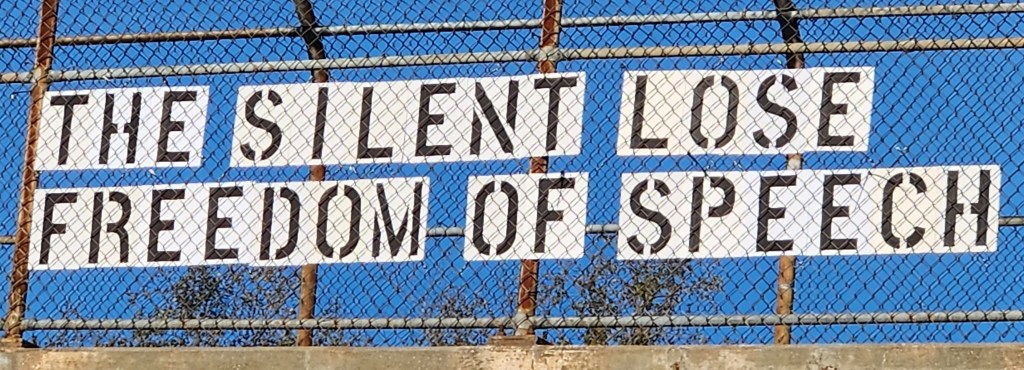 THE SILENT LOSE
FREEDOM OF SPEECH